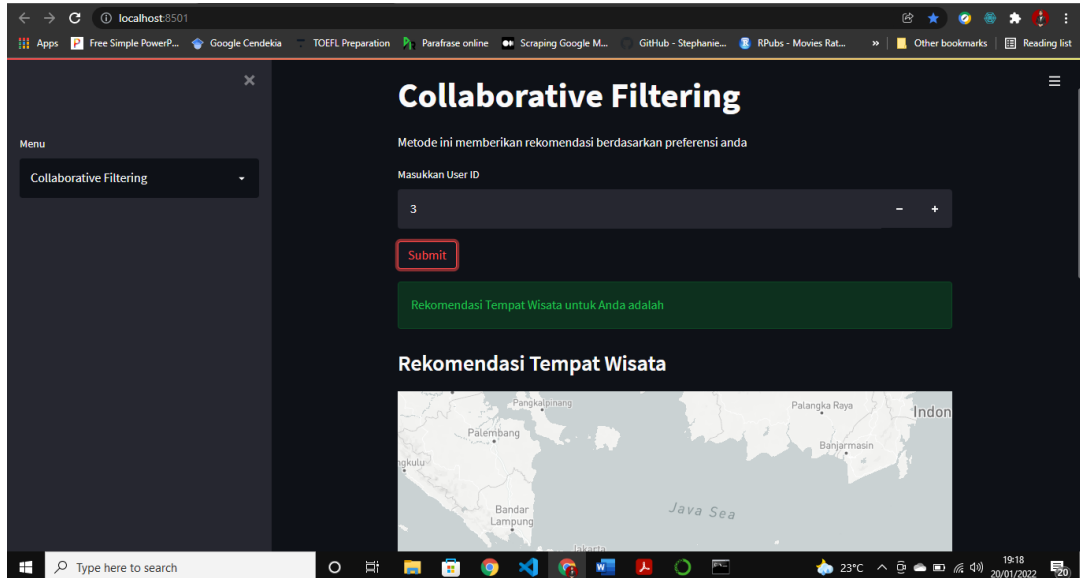 localhost:8501
Apps Free Simple PowerP... Google Cendekia TOEFL Preparation Parafrase online Scraping Google M... GitHub - Stephanie... RPubs - Movies Rat... » Other bookmarks Reading list
Menu
Collaborative Filtering
Collaborative Filtering
Metode ini memberikan rekomendasi berdasarkan preferensi anda
Masukkan User ID
3
Submit
Rekomendasi Tempat Wisata untuk Anda adalah
Rekomendasi Tempat Wisata
Pangkalpinang
Palangka Raya
Indon
Palembang
Banjarmasin
ngkulu
Bandar
Lampung
Java Sea
Jakarta
Type here to search
23°C
19:18
20/01/2022
20